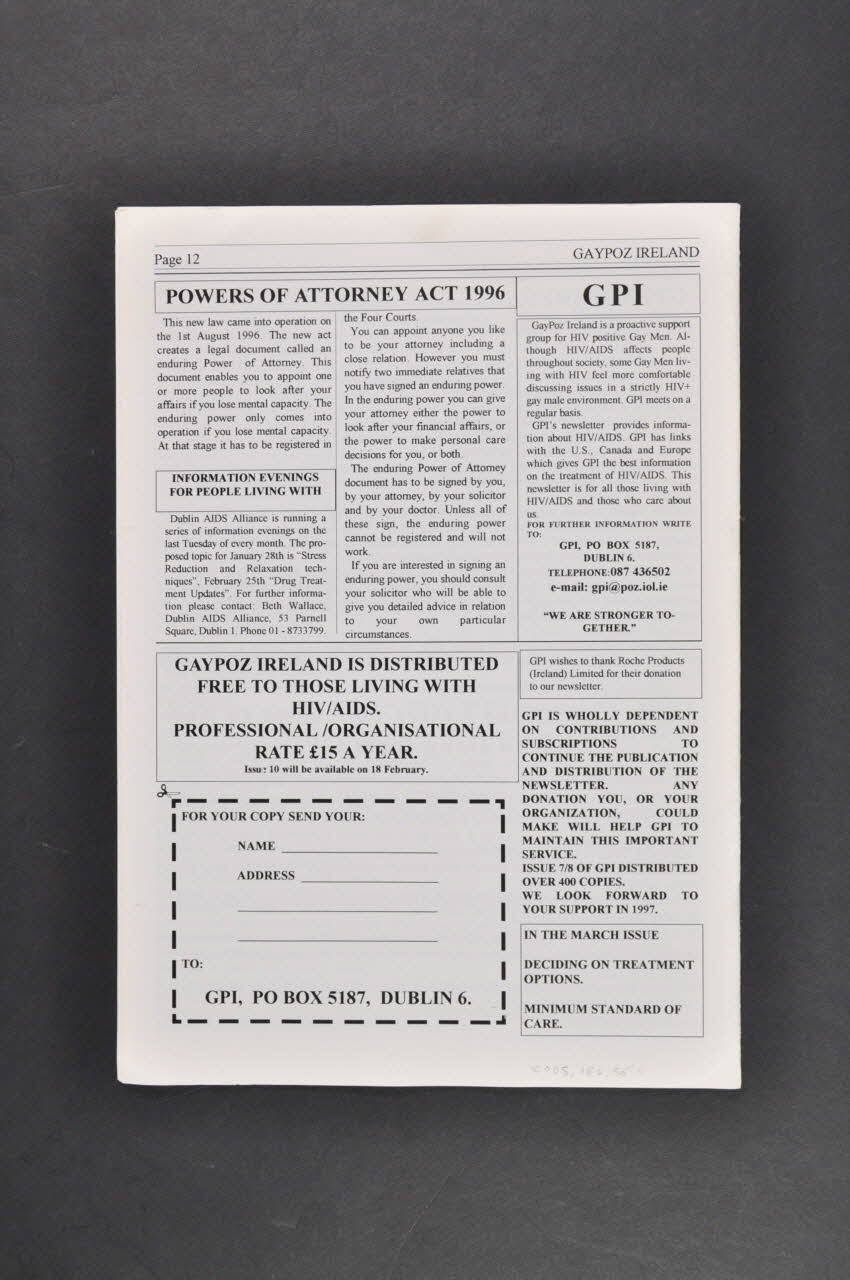 Page 12
GAYPOZ IRELAND
POWERS OF ATTORNEY ACT 1996
This new law came into operation on
the 1st August 1996. The new act
creates a legal document called an
enduring Power of Attorney. This
document enables you to appoint one
or more people to look after your
affairs if you lose mental capacity. The
enduring power only comes into
operation if you lose mental capacity.
At that stage it has to be registered in
the Four Courts.
You can appoint anyone you like
to be your attorney including a
close relation. However you must
notify two immediate relatives that
you have signed an enduring power.
In the enduring power you can give
your attorney either the power to
look after your financial affairs, or
the power to make personal care
decisions for you, or both.
The enduring Power of Attorney
document has to be signed by you,
by your attorney, by your solicitor
and by your doctor. Unless all of
these sign, the enduring power
cannot be registered and will not
work.
If you are interested in signing an
enduring power, you should consult
your solicitor who will be able to
give you detailed advice in relation
to your own particular
circumstances.
INFORMATION EVENINGS
FOR PEOPLE LIVING WITH
Dublin AIDS Alliance is running a
series of information evenings on the
last Tuesday of every month. The pro-
posed topic for January 28th is “Stress
Reduction and Relaxation tech-
niques”, February 25th “Drug Treat-
ment Updates”. For further informa-
tion please contact: Beth Wallace,
Dublin AIDS Alliance, 53 Parnell
Square, Dublin 1. Phone 01 - 8733799.
GPI
GayPoz Ireland is a proactive support
group for HIV positive Gay Men. Al-
though HIV/AIDS affects people
throughout society, some Gay Men liv-
ing with HIV feel more comfortable
discussing issues in a strictly HIV+
gay male environment. GPI meets on a
regular basis.
GPI's newsletter provides informa-
tion about HIV/AIDS. GPI has links
with the U.S., Canada and Europe
which gives GPI the best information
on the treatment of HIV/AIDS. This
newsletter is for all those living with
HIV/AIDS and those who care about
us.
FOR FURTHER INFORMATION WRITE
TO:
GPI, PO BOX 5187,
DUBLIN 6.
TELEPHONE:087 436502
e-mail: gpi@poz.iol.ie
“WE ARE STRONGER TO-
GETHER.”
GAYPOZ IRELAND IS DISTRIBUTED
FREE TO THOSE LIVING WITH
HIV/AIDS.
PROFESSIONAL /ORGANISATIONAL
RATE £15 A YEAR.
Issue 10 will be available on 18 February.
FOR YOUR COPY SEND YOUR:
NAME
ADDRESS
TO:
GPI, PO BOX 5187, DUBLIN 6.
GPI wishes to thank Roche Products
(Ireland) Limited for their donation
to our newsletter.
GPI IS WHOLLY DEPENDENT
ON CONTRIBUTIONS AND
SUBSCRIPTIONS TO
CONTINUE THE PUBLICATION
AND DISTRIBUTION OF THE
NEWSLETTER. ANY
DONATION YOU, OR YOUR
ORGANIZATION, COULD
MAKE WILL HELP GPI TO
MAINTAIN THIS IMPORTANT
SERVICE.
ISSUE 7/8 OF GPI DISTRIBUTED
OVER 400 COPIES.
WE LOOK FORWARD TO
YOUR SUPPORT IN 1997.
IN THE MARCH ISSUE
DECIDING ON TREATMENT
OPTIONS.
MINIMUM STANDARD OF
CARE.